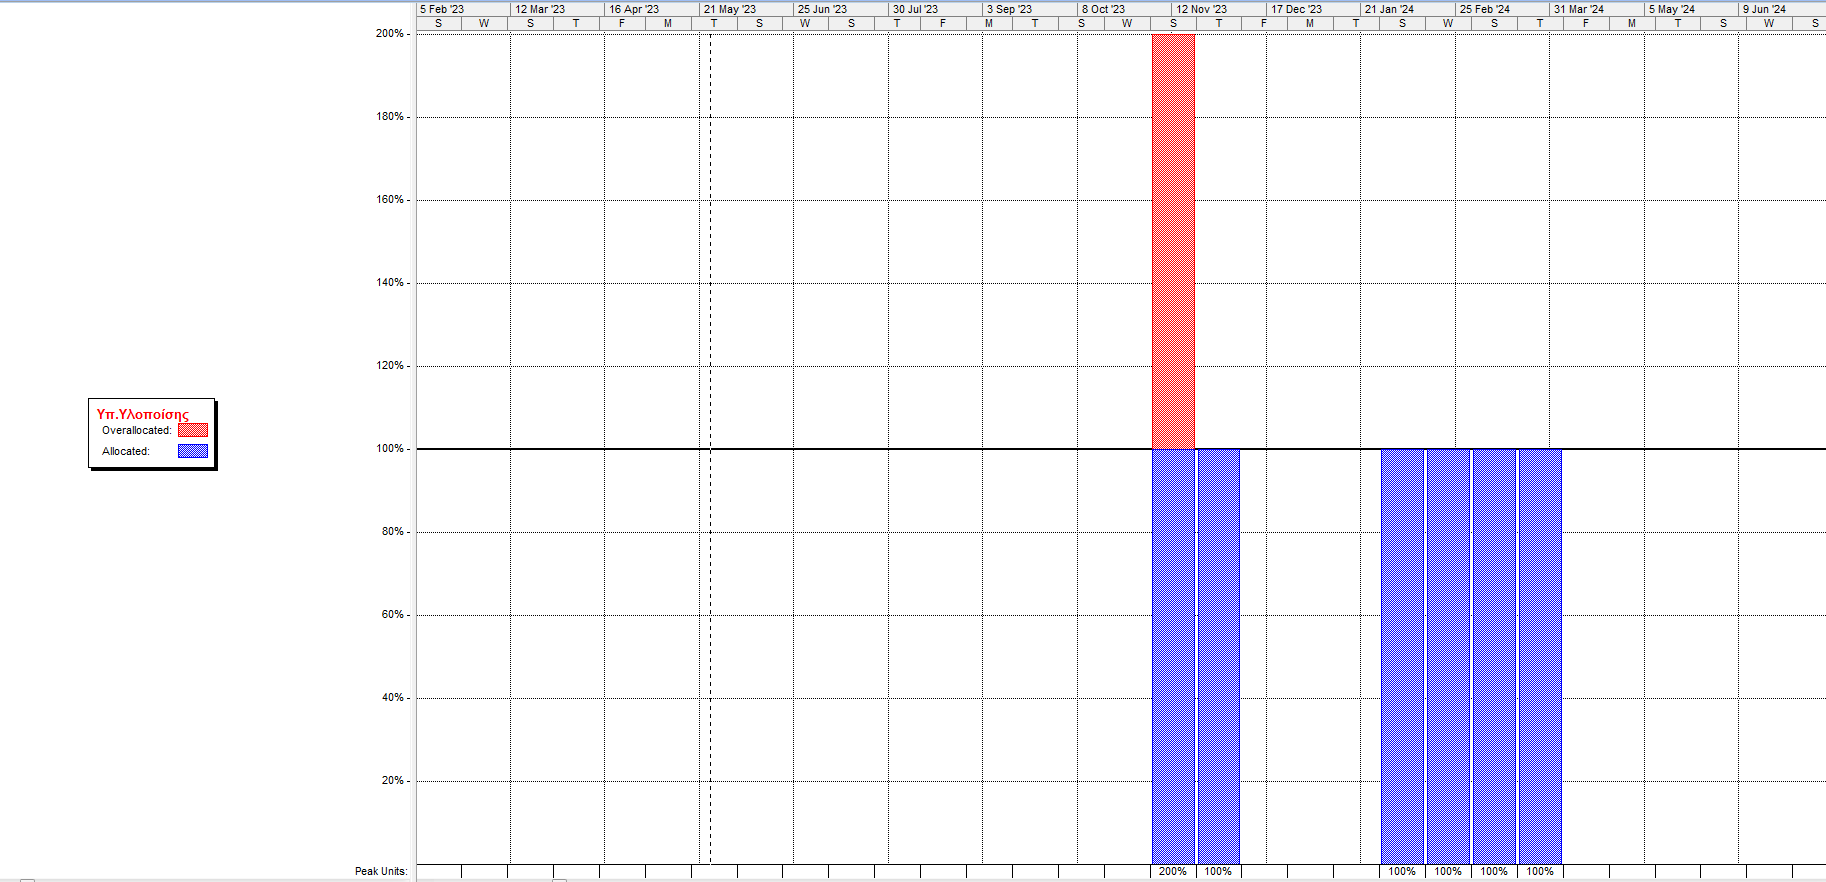 5 Feb '23 12 Mar '23 16 Apr '23 21 May '23 25 Jun '23 30 Jul '23 3 Sep '23 8 Oct '23 12 Nov '23 17 Dec '23 21 Jan '24 25 Feb '24 31 Mar '24 5 May '24 9 Jun '24
S W S T F M T S W S T F M T S W S T F M T S W S T F M T S W S
200%
180%
160%
140%
120%
Υπ.Υλοποίσης
Overallocated:
Allocated:
100%
80%
60%
40%
20%
Peak Units: 200% 100% 100% 100% 100% 100%